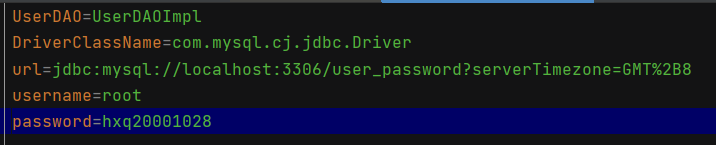 UserDAO=UserDAOImpl
DriverClassName=com.mysql.cj.jdbc.Driver
url=jdbc:mysql://localhost:3306/user_password?serverTimezone=GMT%2B8
username=root
password=hxq20001028